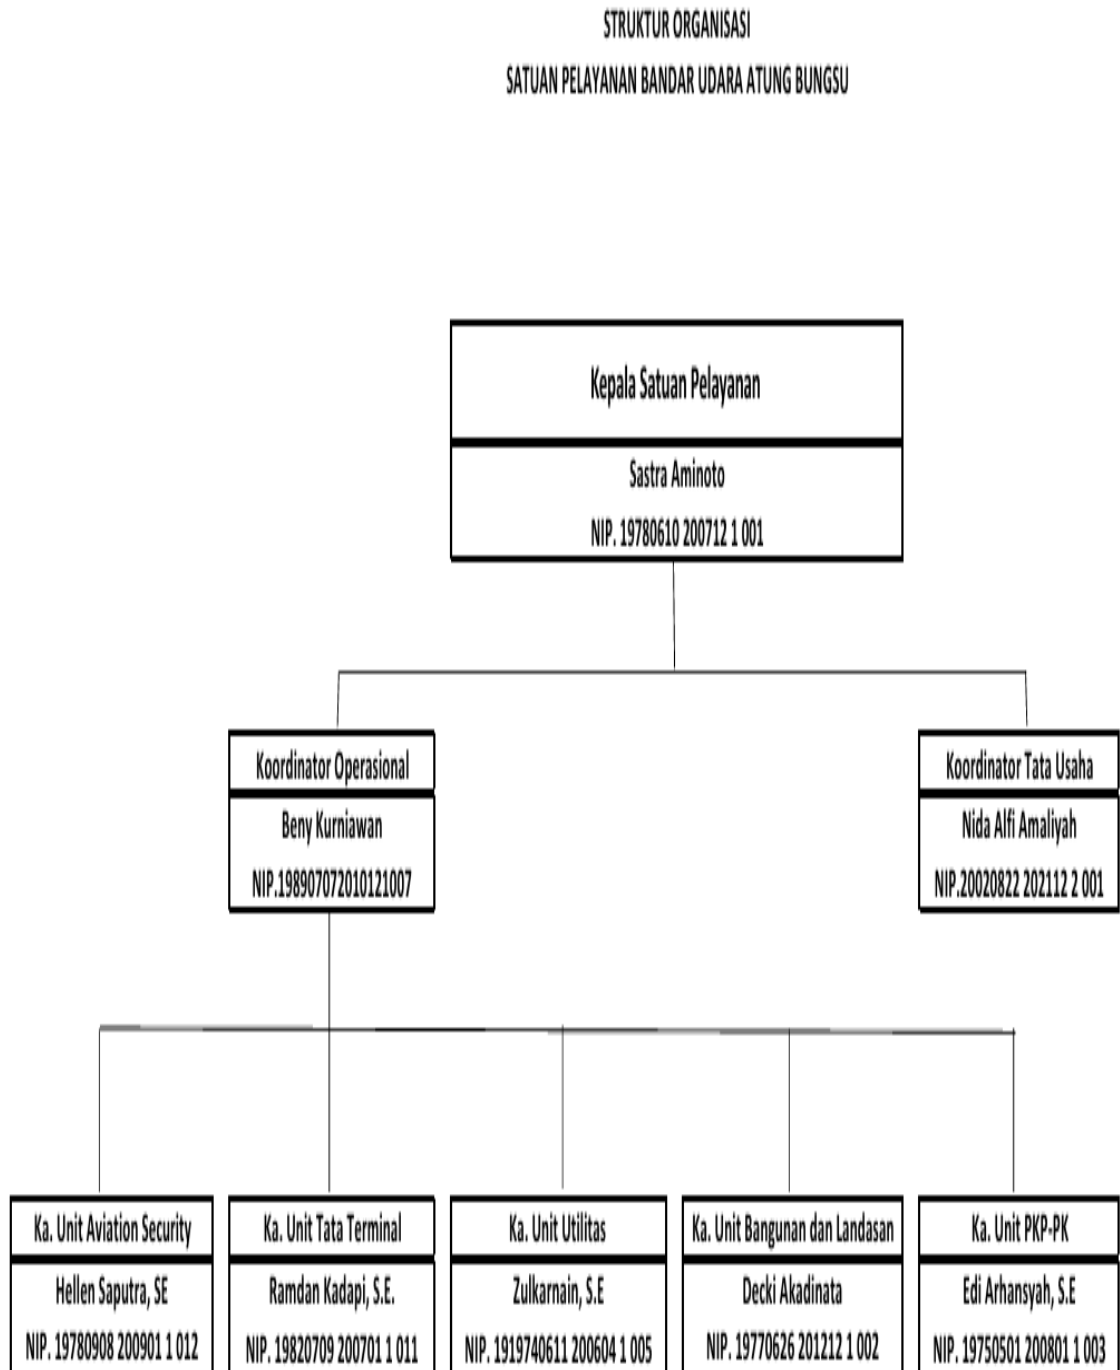 STRUKTUR ORGANISASI
SATUAN PELAYANAN BANDAR UDARA ATUNG BUNGSU
Kepala Satuan Pelayanan
Sastra Aminoto
NIP. 19780610 200712 1 001
Koordinator Operasional
Beny Kurniawan
NIP.198907072010121007
Koordinator Tata Usaha
Nida Alfi Amaliyah
NIP.20020822 202112 2 001
Ka. Unit Aviation Security
Hellen Saputra, SE
NIP. 19780908 200901 1 012
Ka. Unit Tata Terminal
Ramdan Kadapi, S.E.
NIP. 19820709 200701 1 011
Ka. Unit Utilitas
Zulkarnain, S.E
NIP. 1919740611 200604 1 005
Ka. Unit Bangunan dan Landasan
Decki Akadinata
NIP. 19770626 201212 1 002
Ka. Unit PKP-PK
Edi Arhansyah, S.E
NIP. 19750501 200801 1 003